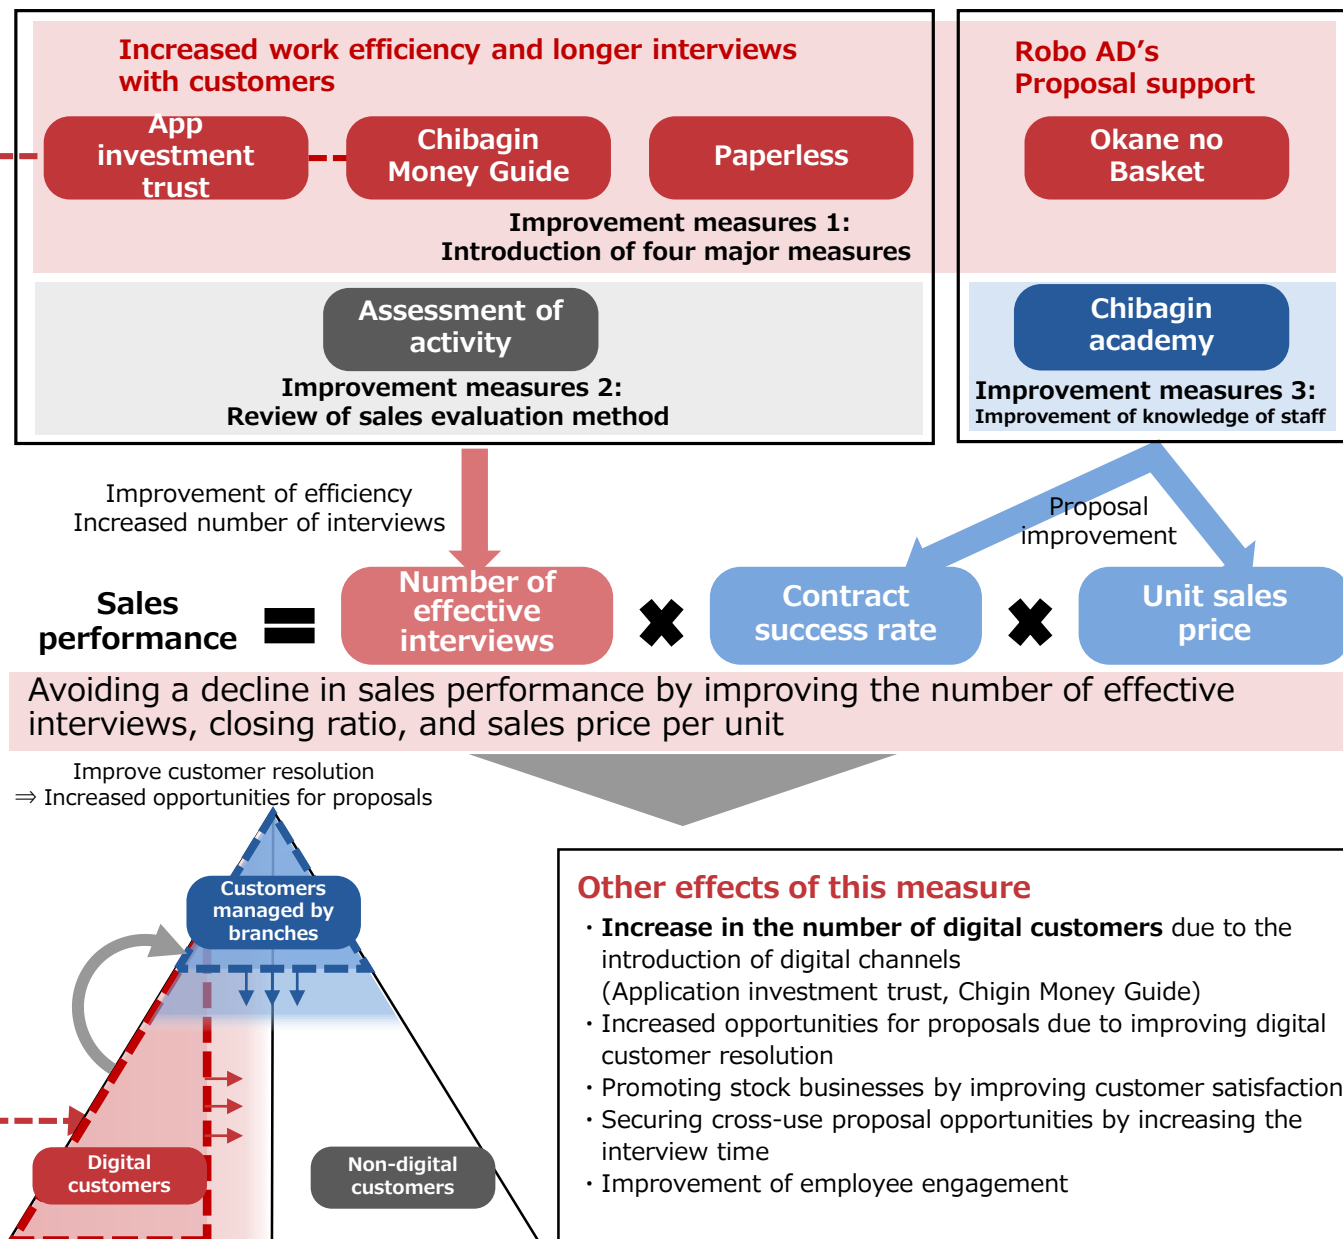 Increased work efficiency and longer interviews
with customers
Robo AD's
Proposal support
App
investment
trust
Chibagin
Money Guide
Paperless
Okane no
Basket
Improvement measures 1:
Introduction of four major measures
Assessment of
activity
Improvement measures 2:
Review of sales evaluation method
Chibagin
academy
Improvement measures 3:
Improvement of knowledge of staff
Improvement of efficiency
Increased number of interviews
Proposal
improvement
Sales
performance
=
Number of
effective
interviews
✖
Contract
success rate
✖
Unit sales
price
Avoiding a decline in sales performance by improving the number of effective
interviews, closing ratio, and sales price per unit
Improve customer resolution
⇒ Increased opportunities for proposals
Customers
managed by
branches
Digital
customers
Non-digital
customers
Other effects of this measure
・Increase in the number of digital customers due to the
introduction of digital channels
(Application investment trust, Chigin Money Guide)
・Increased opportunities for proposals due to improving digital
customer resolution
・Promoting stock businesses by improving customer satisfaction
・Securing cross-use proposal opportunities by increasing the
interview time
・Improvement of employee engagement